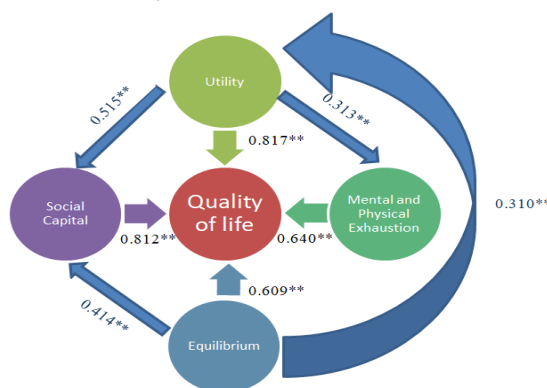 Utility
0.515**
0.313**
0.817**
Social
Capital
Quality
of life
Mental and
Physical
Exhaustion
0.310**
0.812**
0.640**
0.609**
0.414**
Equilibrium